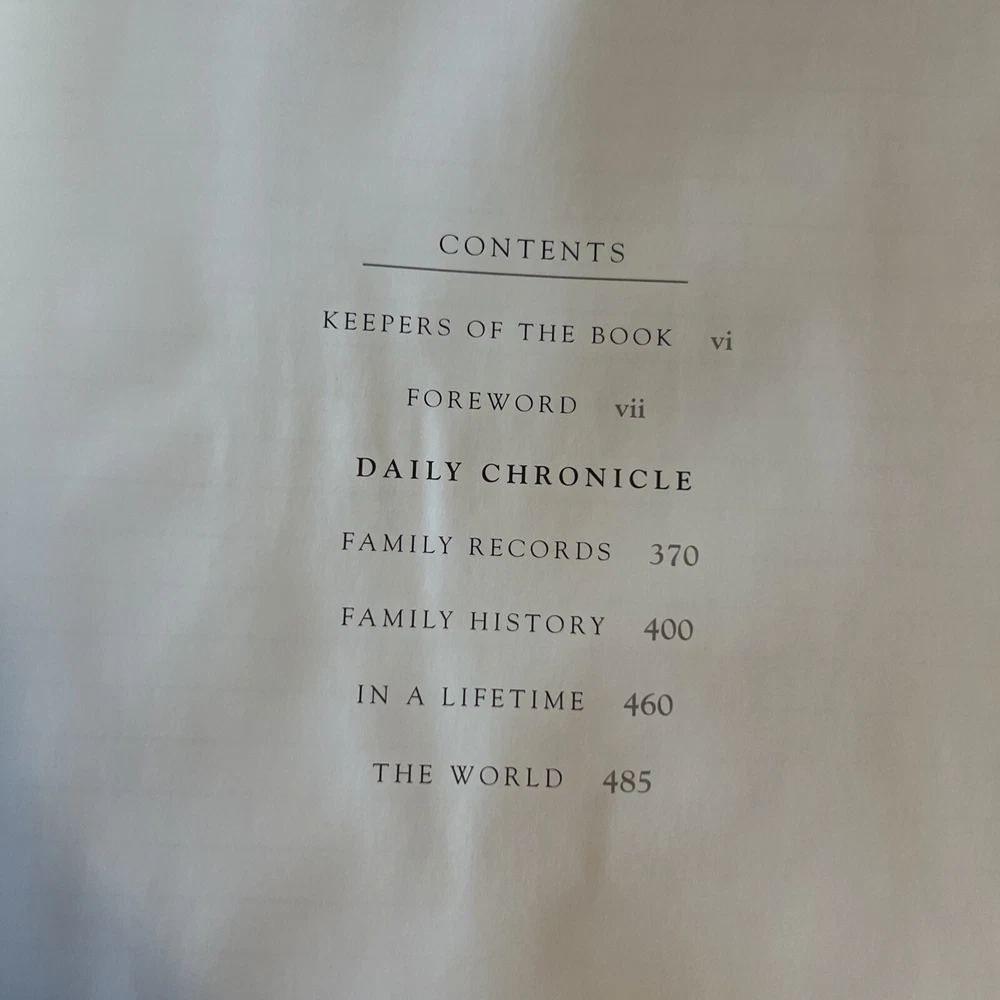 CONTENTS
KEEPERS OF THE BOOK vi
FOREWORD vii
DAILY CHRONICLE
FAMILY RECORDS 370
FAMILY HISTORY 400
IN A LIFETIME 460
THE WORLD 485